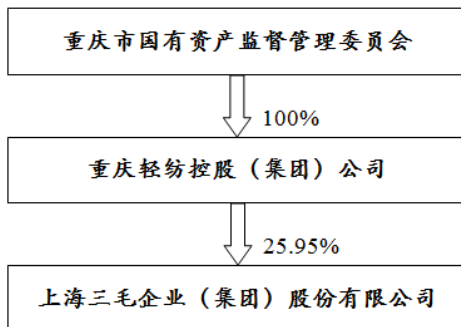 重庆市国有资产监督管理委员会
100%
重庆轻纺控股（集团）公司
25.95%
上海三毛企业（集团）股份有限公司